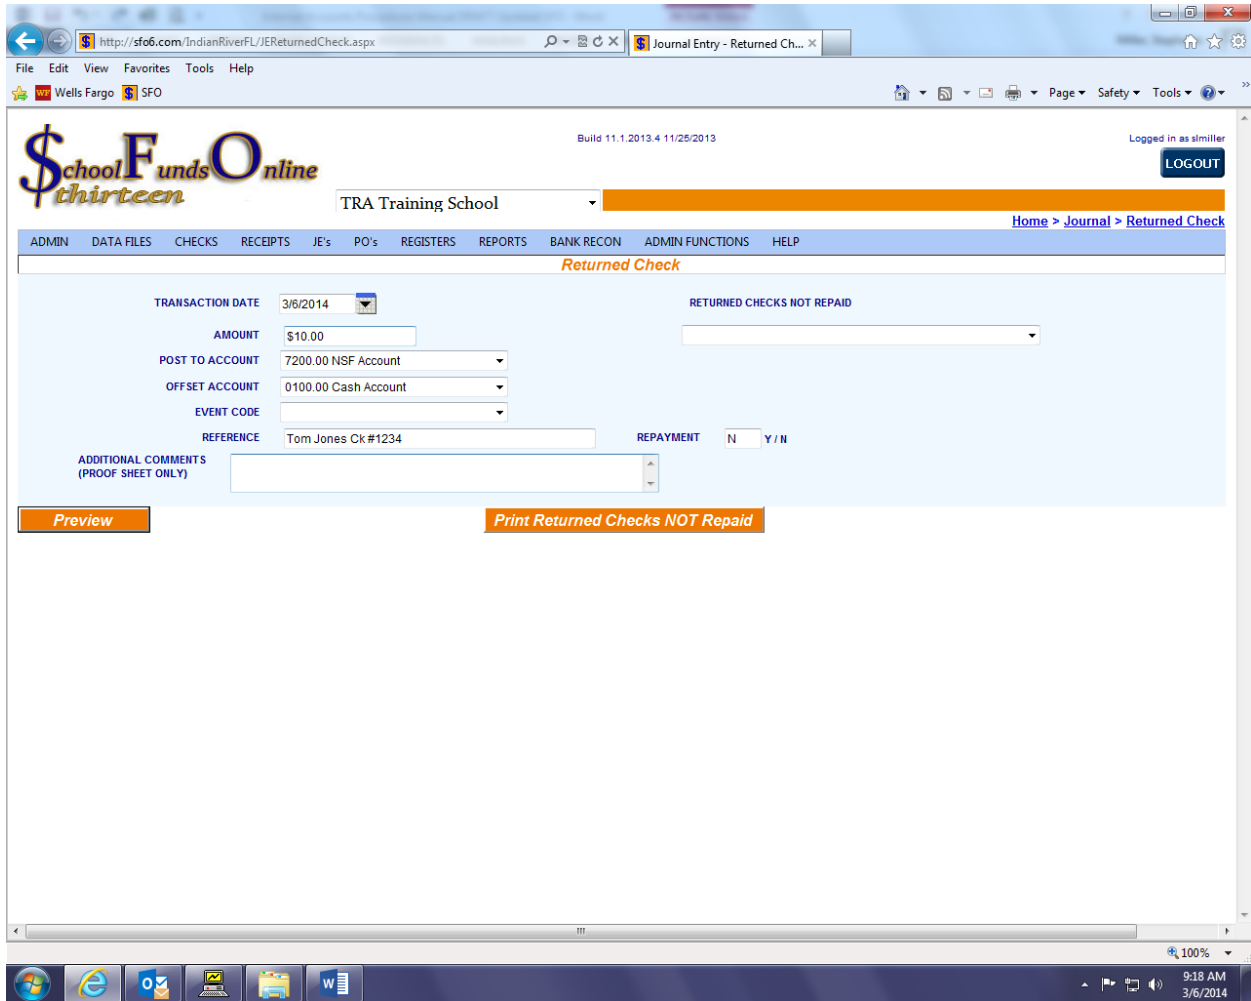 http://sfo6.com/IndianRiverFL/JEReturnedCheck.aspx
Journal Entry - Returned Ch...
File Edit View Favorites Tools Help
WF Wells Fargo $ SFO
Page Safety Tools
$chool Funds Online
thirteen
Build 11.1.2013.4 11/25/2013
Logged in as slmiller
LOGOUT
TRA Training School
Home > Journal > Returned Check
ADMIN DATA FILES CHECKS RECEIPTS JE's PO's REGISTERS REPORTS BANK RECON ADMIN FUNCTIONS HELP
Returned Check
TRANSACTION DATE 3/6/2014 RETURNED CHECKS NOT REPAID
AMOUNT $10.00
POST TO ACCOUNT 7200.00 NSF Account
OFFSET ACCOUNT 0100.00 Cash Account
EVENT CODE
REFERENCE Tom Jones Ck #1234 REPAYMENT N Y / N
ADDITIONAL COMMENTS
(PROOF SHEET ONLY)
Preview Print Returned Checks NOT Repaid
100%
9:18 AM
3/6/2014